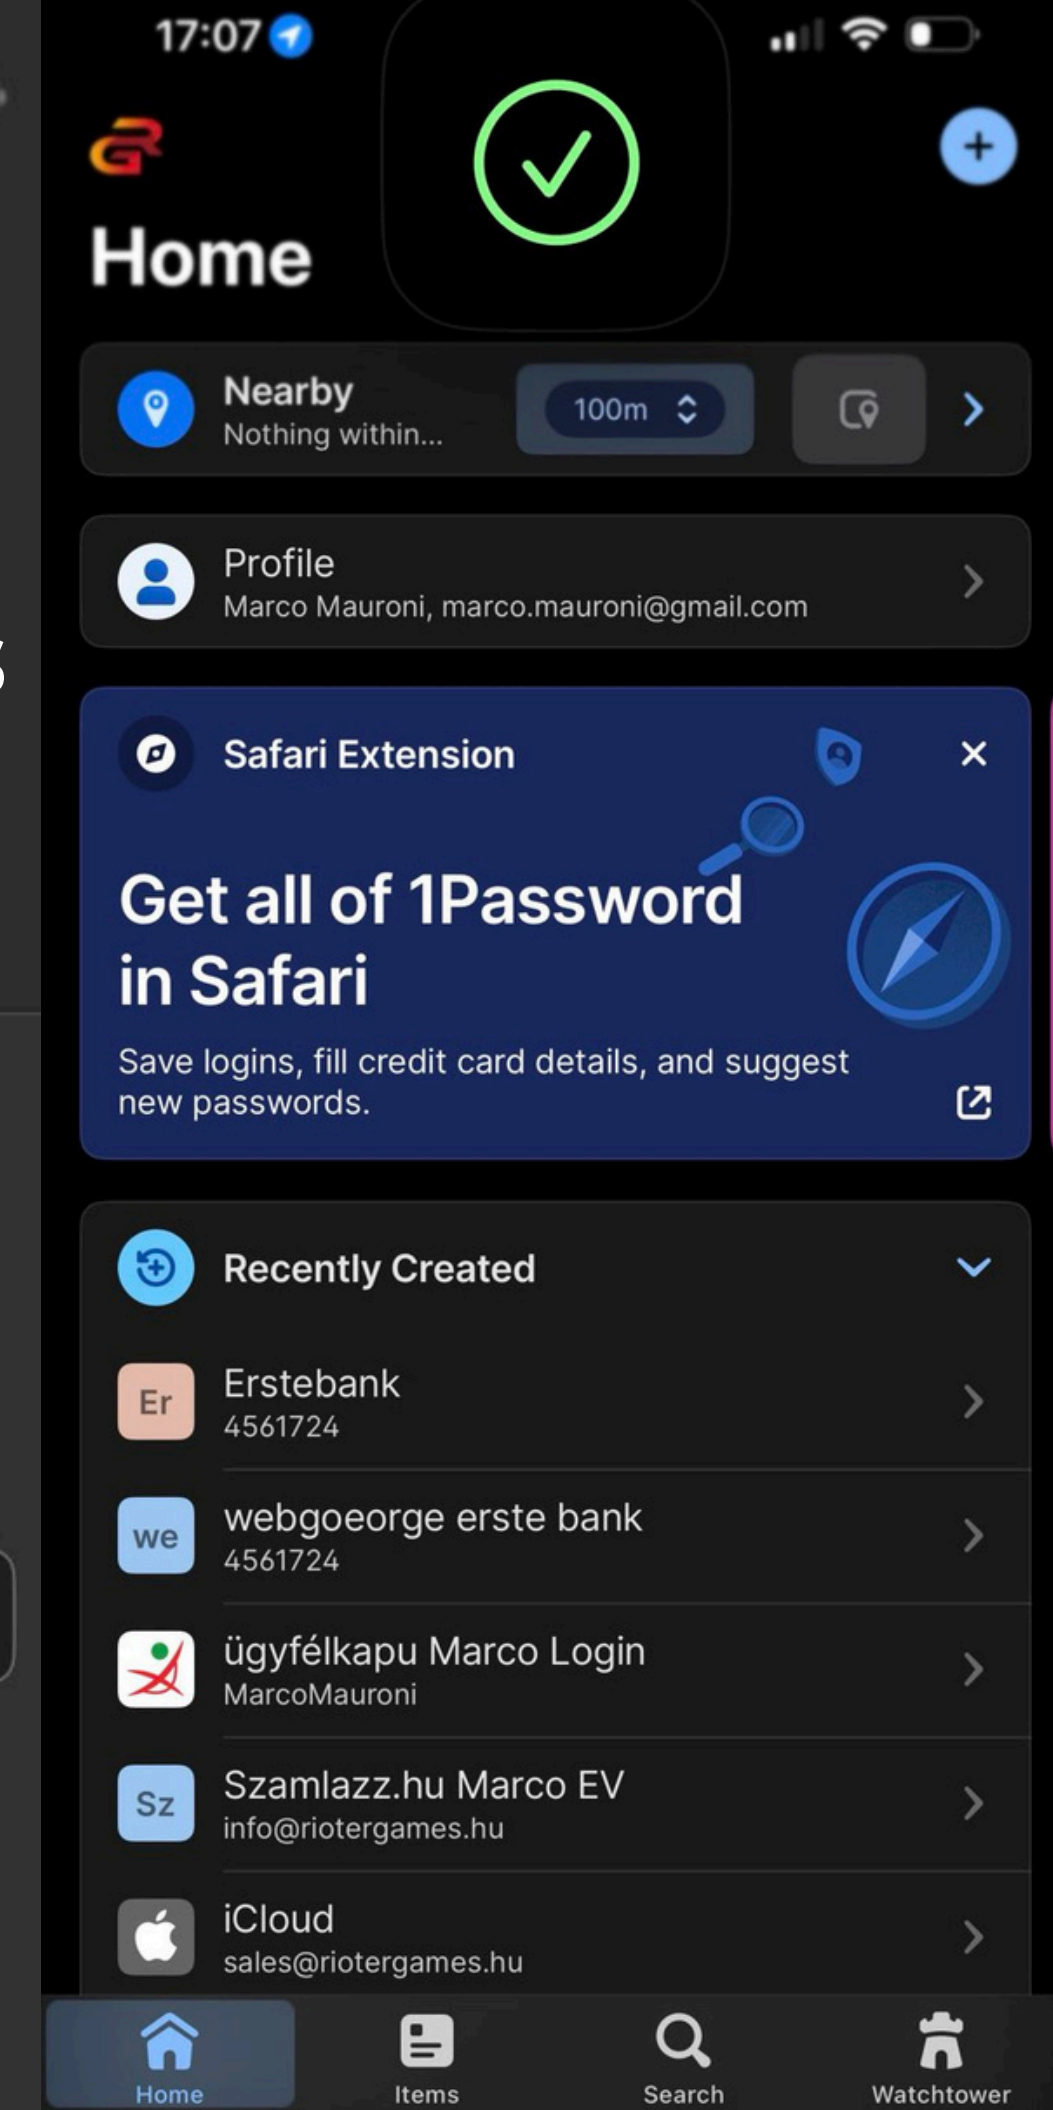 17:07
GR
Home
Nearby
Nothing within...
100m
Profile
Marco Mauroni, marco.mauroni@gmail.com
Safari Extension
Get all of 1Password
in Safari
Save logins, fill credit card details, and suggest
new passwords.
Recently Created
Er
Erstebank
4561724
we
webgoeorge erste bank
4561724
ügyfélkapu Marco Login
MarcoMauroni
Sz
Szamlazz.hu Marco EV
info@riotergames.hu
iCloud
sales@riotergames.hu
Home
Items
Search
Watchtower